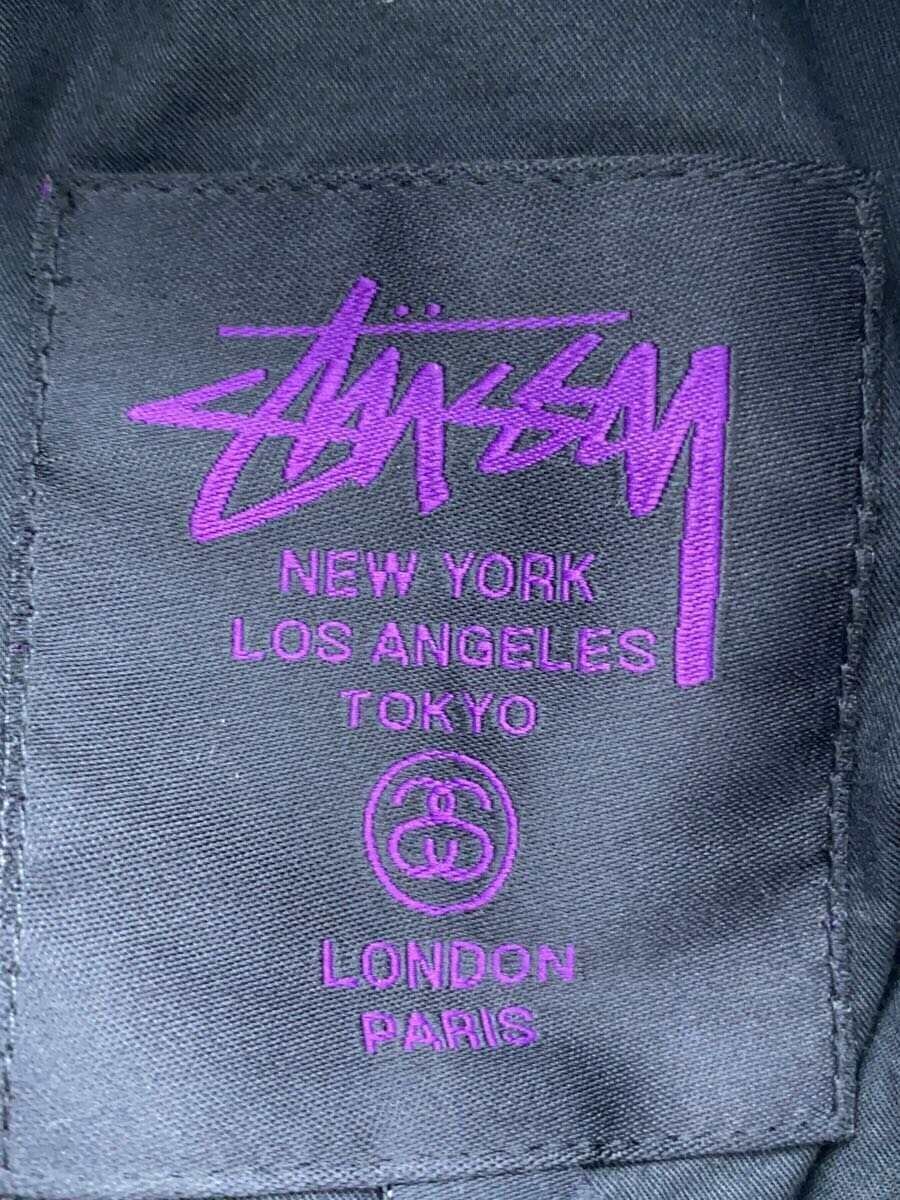 Stüssy
NEW YORK
LOS ANGELES
TOKYO
LONDON
PARIS